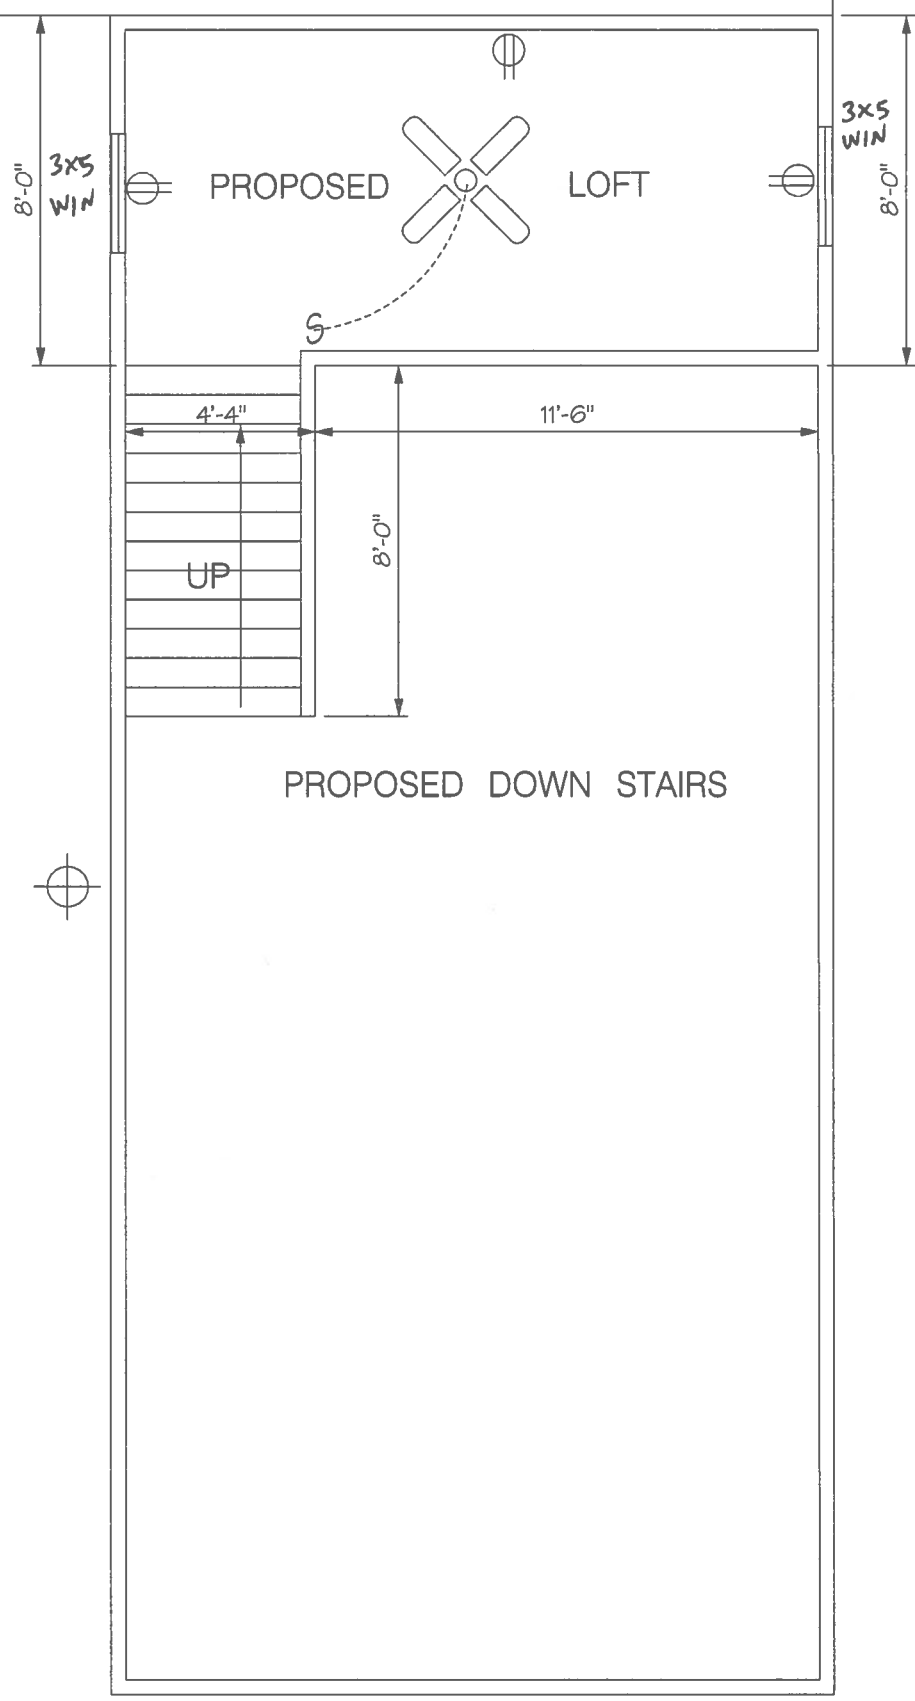 8'-0"
3X5
WIN
PROPOSED LOFT
3X5
WIN
8'-0"
S
4'-4"
11'-6"
8'-0"
UP
PROPOSED DOWN STAIRS